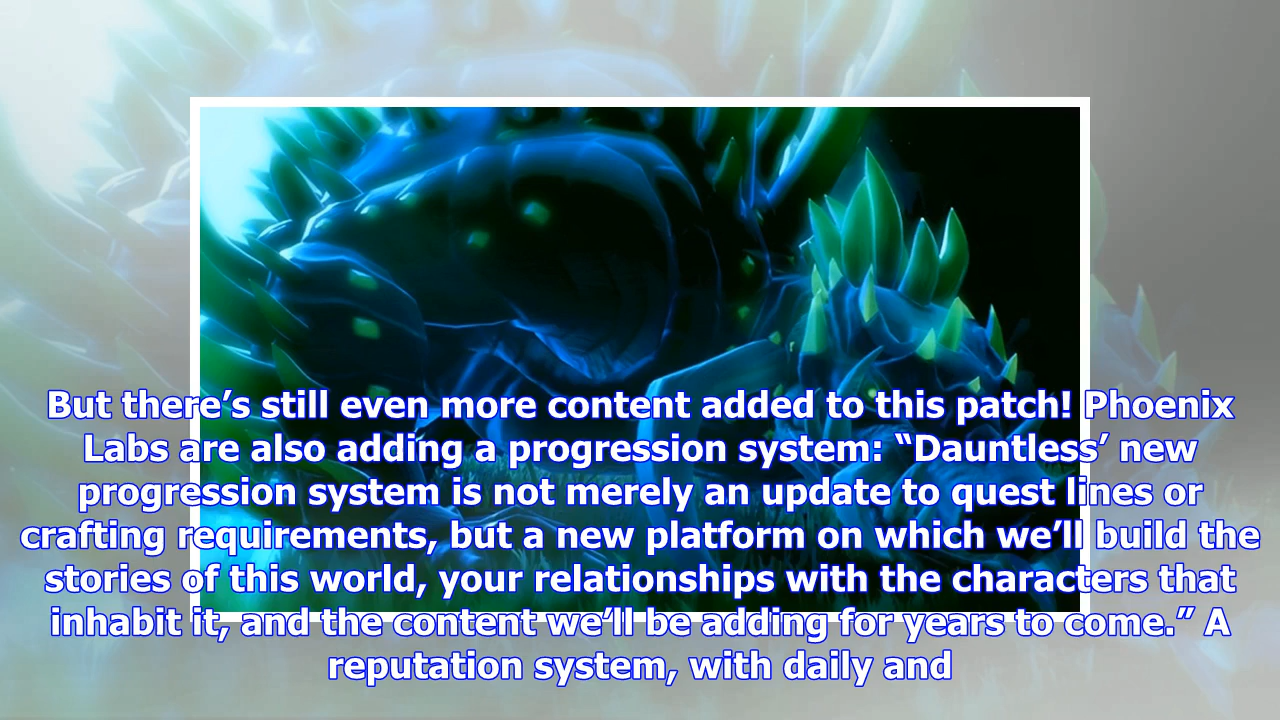 But there’s still even more content added to this patch! Phoenix
Labs are also adding a progression system: “Dauntless’ new
progression system is not merely an update to quest lines or
crafting requirements, but a new platform on which we’ll build the
stories of this world, your relationships with the characters that
inhabit it, and the content we’ll be adding for years to come.” A
reputation system, with daily and